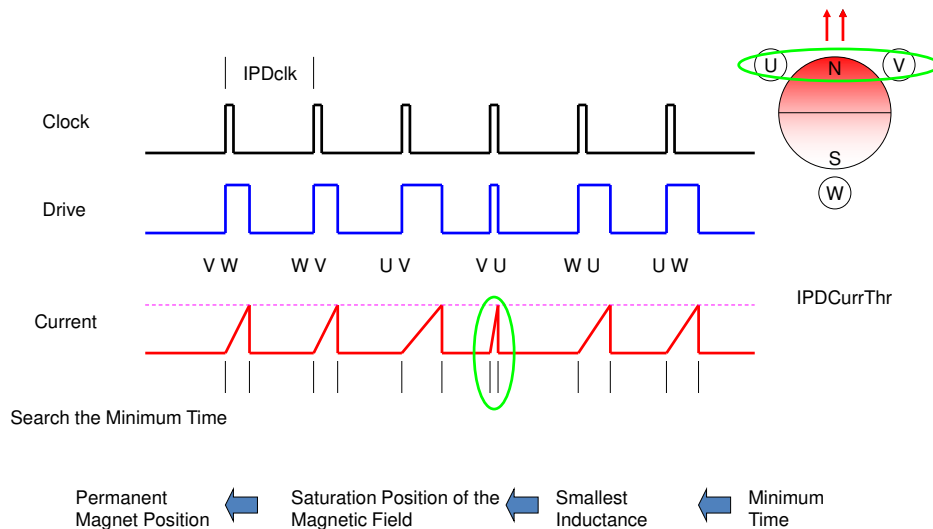 IPDclk
U
N
V
Clock
S
W
Drive
V W
W V
U V
V U
W U
U W
IPDCurrThr
Current
Search the Minimum Time
Permanent
Magnet Position
Saturation Position of the
Magnetic Field
Smallest
Inductance
Minimum
Time